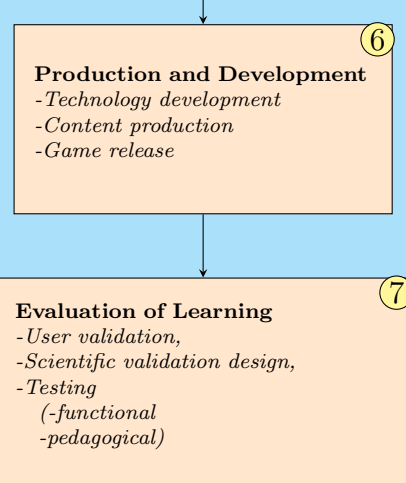 6
Production and Development
-Technology development
-Content production
-Game release
7
Evaluation of Learning
-User validation,
-Scientific validation design,
-Testing
(-functional
-pedagogical)